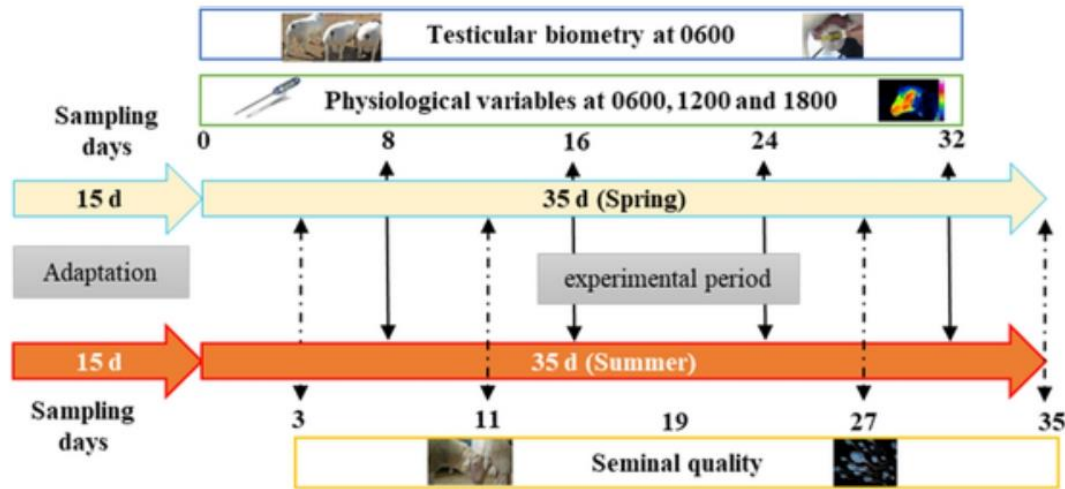 Testicular biometry at 0600
Physiological variables at 0600, 1200 and 1800
Sampling
days
0 8 16 24 32
15 d 35 d (Spring)
Adaptation experimental period
15 d 35 d (Summer)
Sampling
days
3 11 19 27 35
Seminal quality